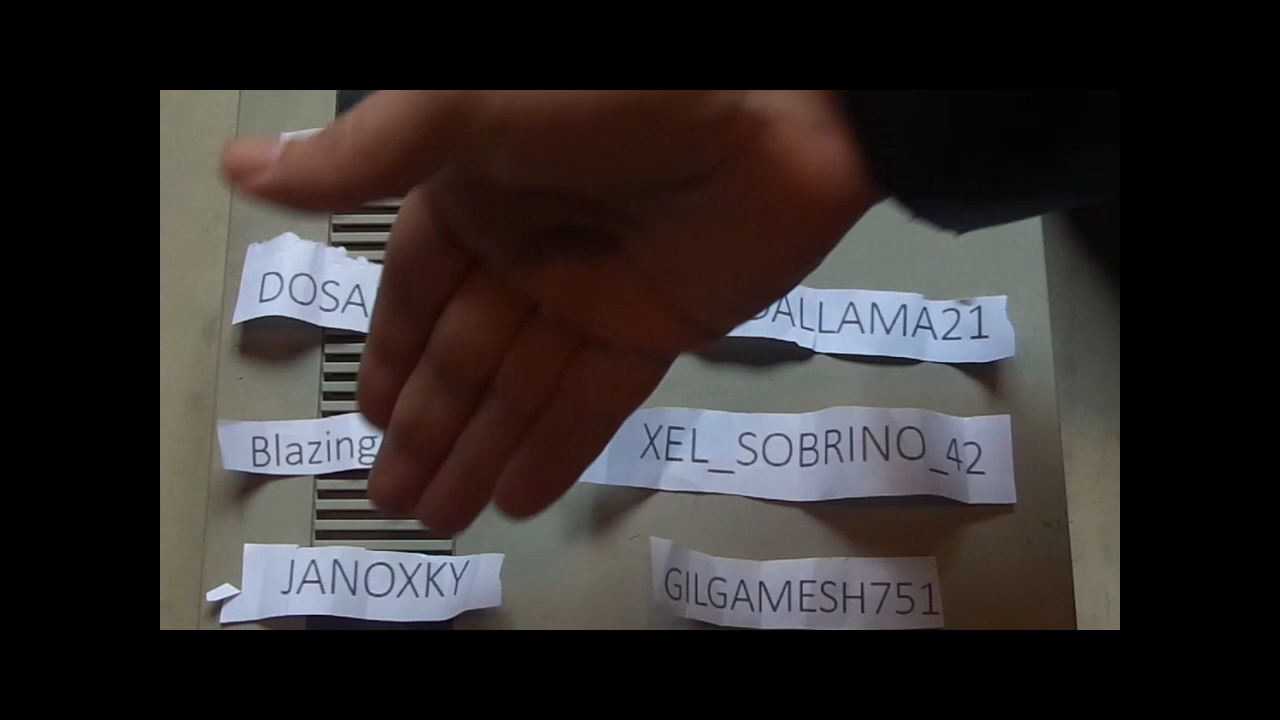 DOSA
ALLAMA21
Blazing
XEL_SOBRINO_42
JANOXKY
GILGAMESH751